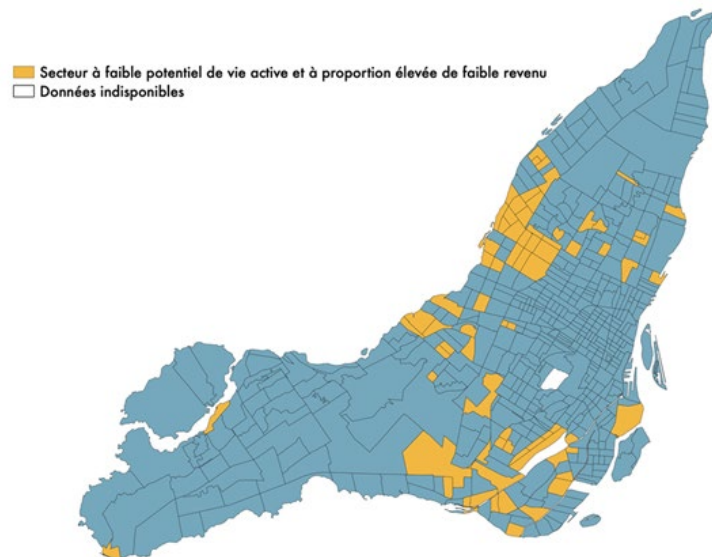 Secteur à faible potentiel de vie active et à proportion élevée de faible revenu
Données indisponibles